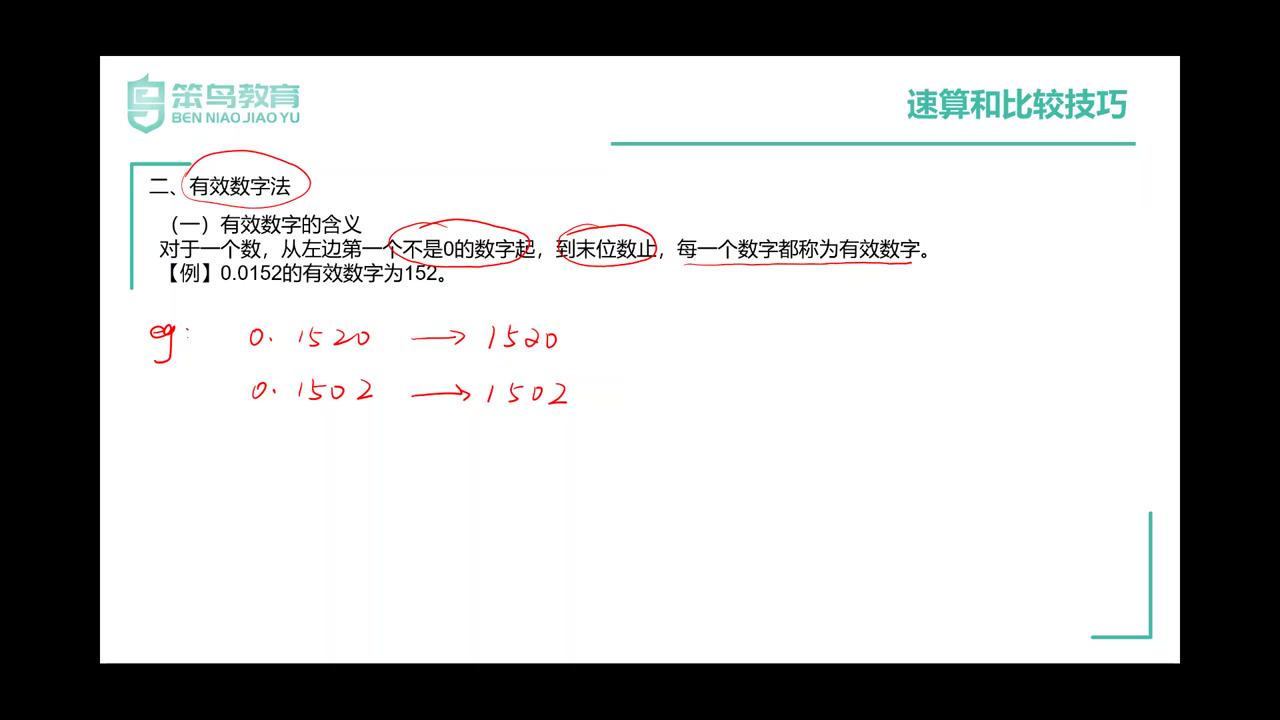 笨鸟教育
BEN NIAO JIAO YU
速算和比较技巧
二、有效数字法
（一）有效数字的含义
对于一个数，从左边第一个不是0的数字起，到末位数止，每一个数字都称为有效数字。
【例】0.0152的有效数字为152。
eg: 0.1520 → 1520
0.1502 → 1502